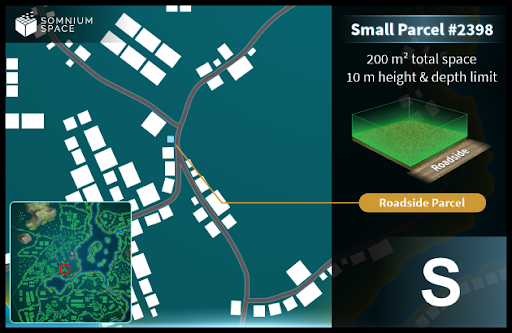 SOMNIUM
SPACE
Small Parcel #2398
200 m² total space
10 m height & depth limit
Roadside
Roadside Parcel
S